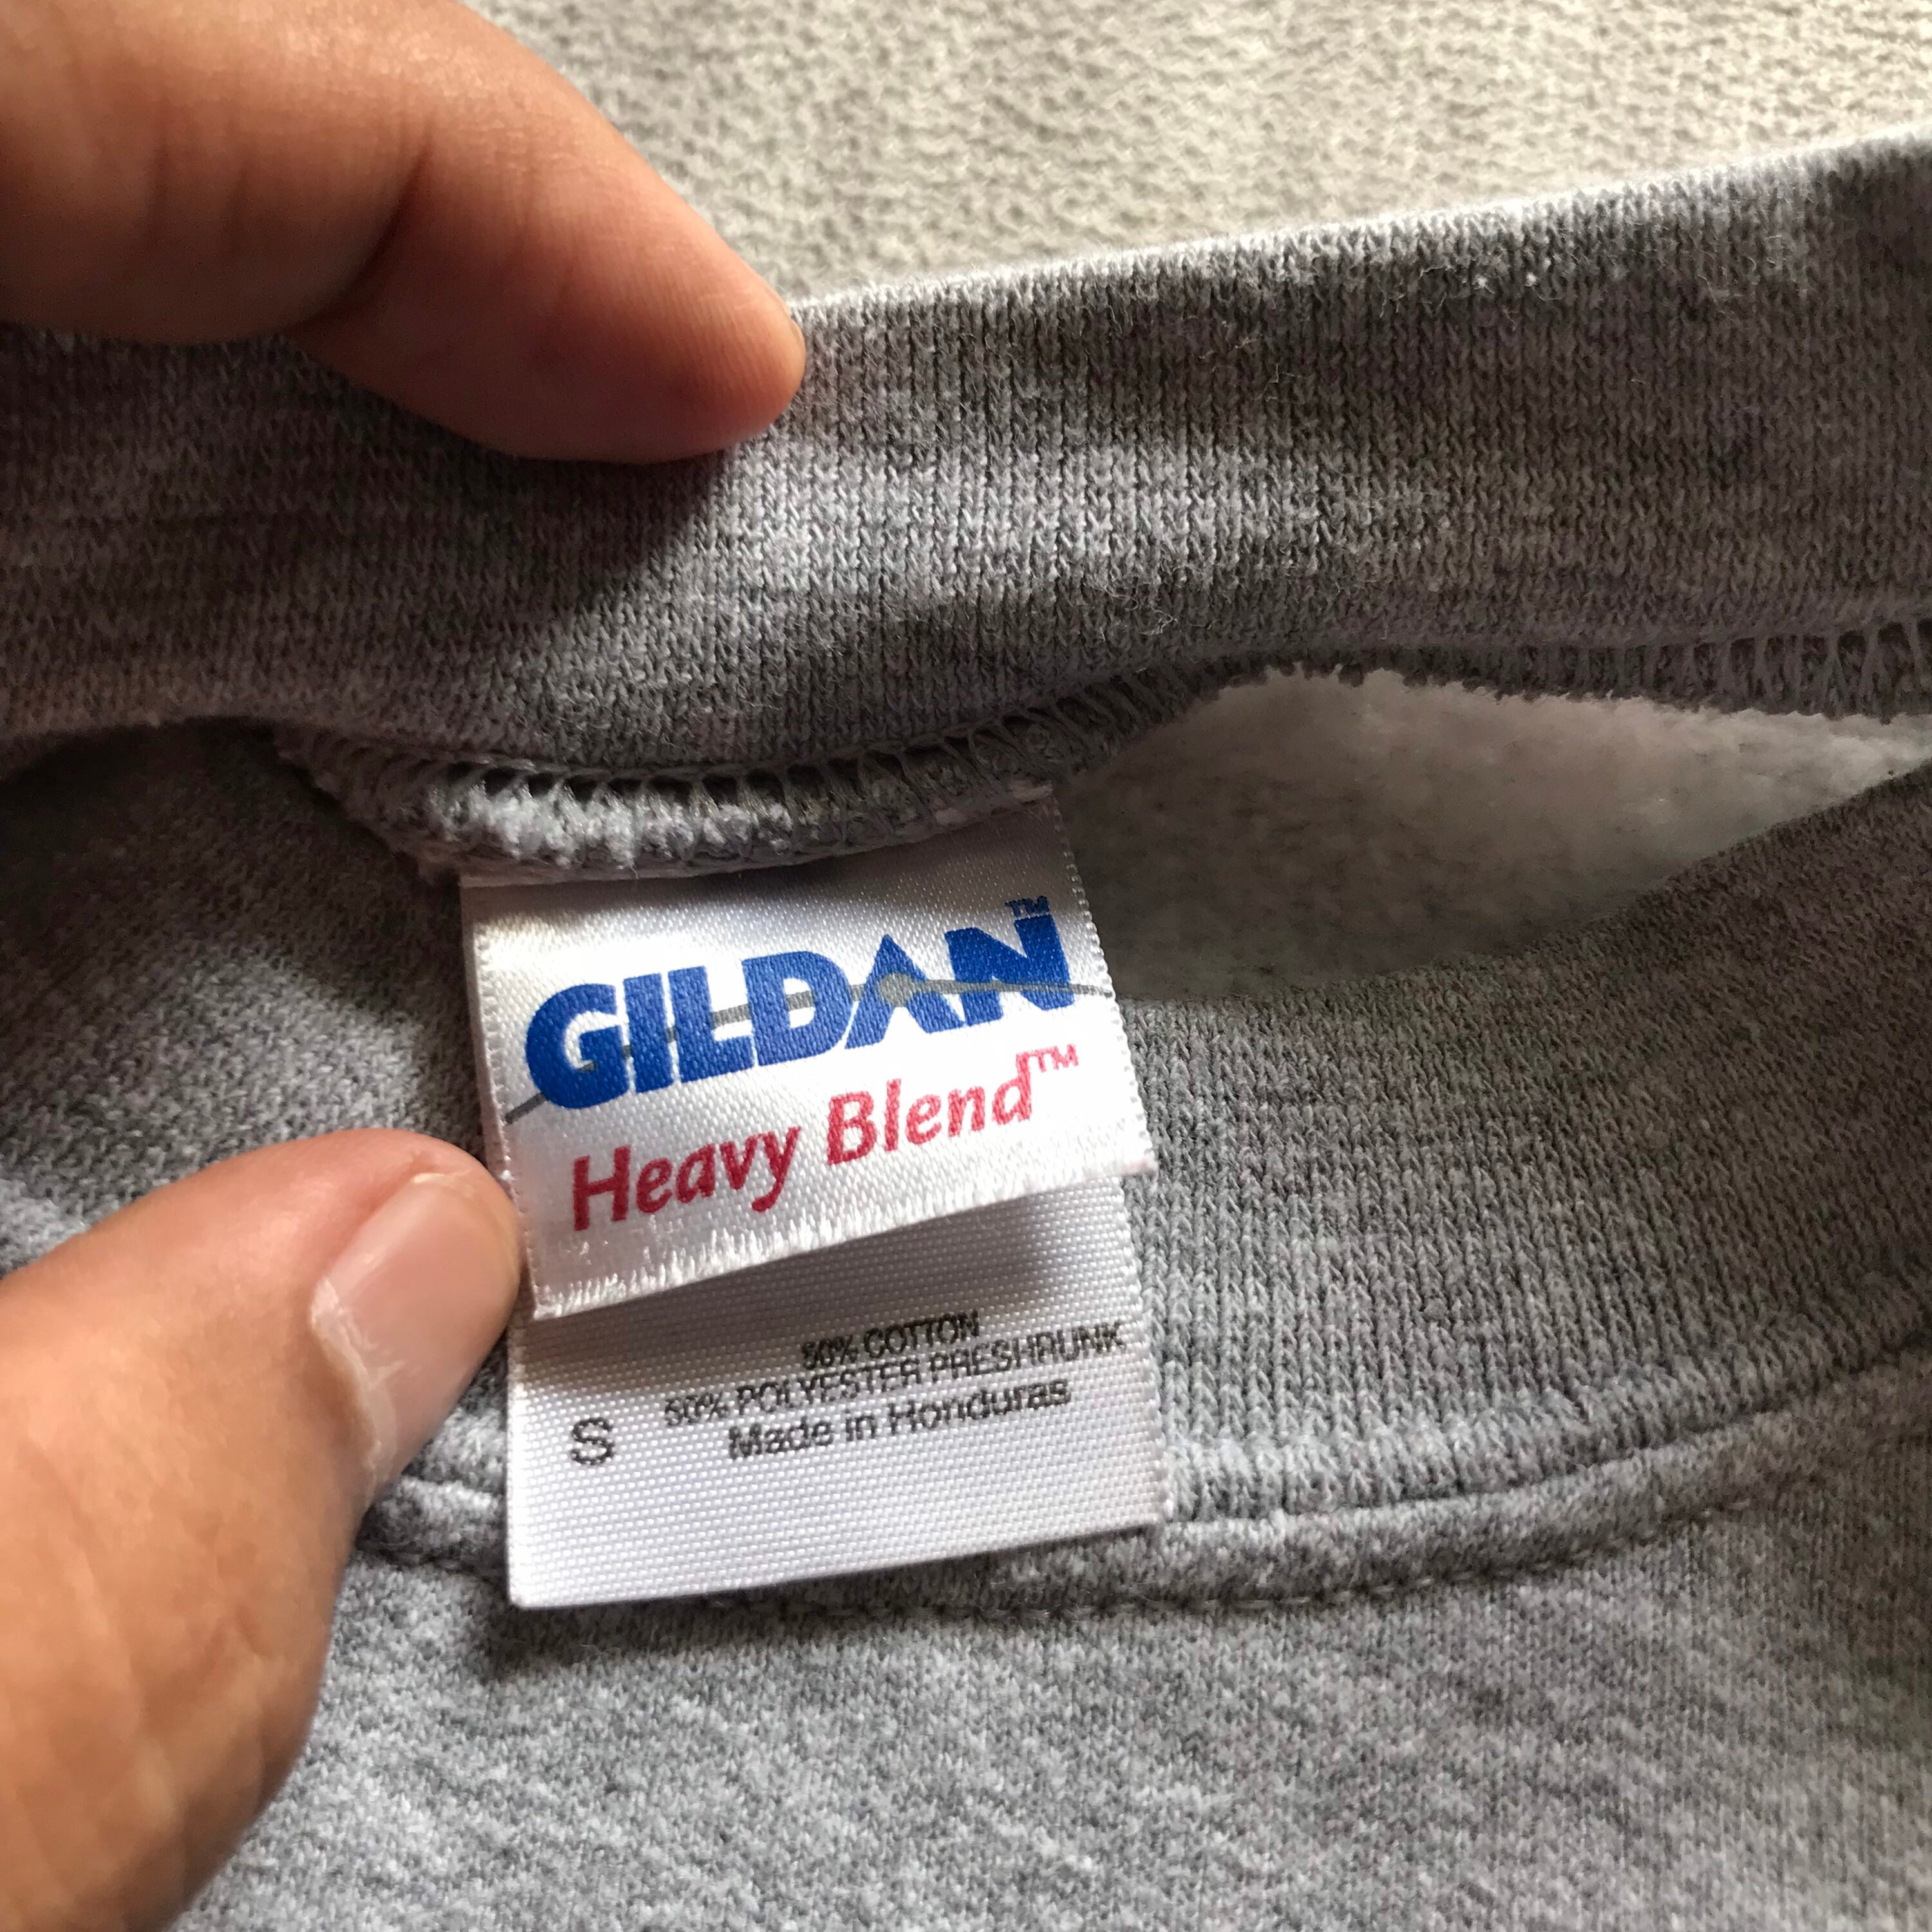 GILDAN™
Heavy Blend™
50% COTTON
50% POLYESTER PRESHRUNK
S Made in Honduras